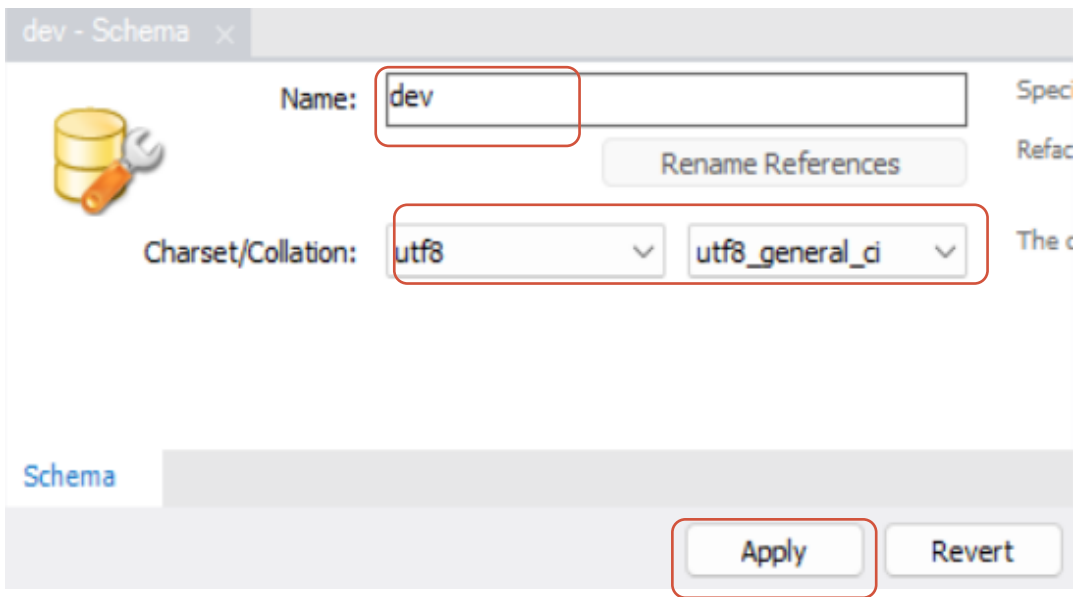 dev - Schema ×
Name: dev Speci
Rename References Refac
Charset/Collation: utf8 utf8_general_ci The c
Schema
Apply Revert